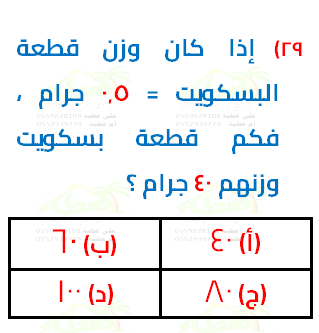 ٢٩) إذا كان وزن قطعة
البسكويت = ٠,٥ جرام ،
فكم قطعة بسكويت
وزنهم ٤٠ جرام ؟
(أ) ٤٠
(ب) ٦٠
(ج) ٨٠
(د) ١٠٠